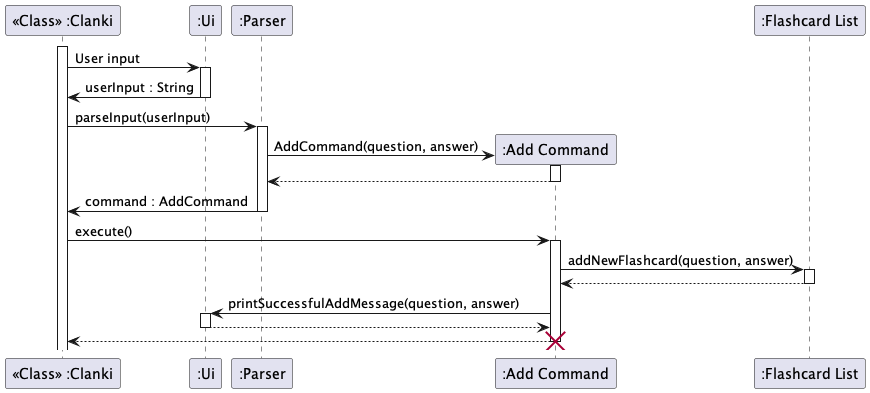 «Class» :Clanki
:Ui
:Parser
:Flashcard List
User input
userInput : String
parseInput(userInput)
AddCommand(question, answer)
:Add Command
command : AddCommand
execute()
addNewFlashcard(question, answer)
printSuccessfulAddMessage(question, answer)
«Class» :Clanki
:Ui
:Parser
:Add Command
:Flashcard List